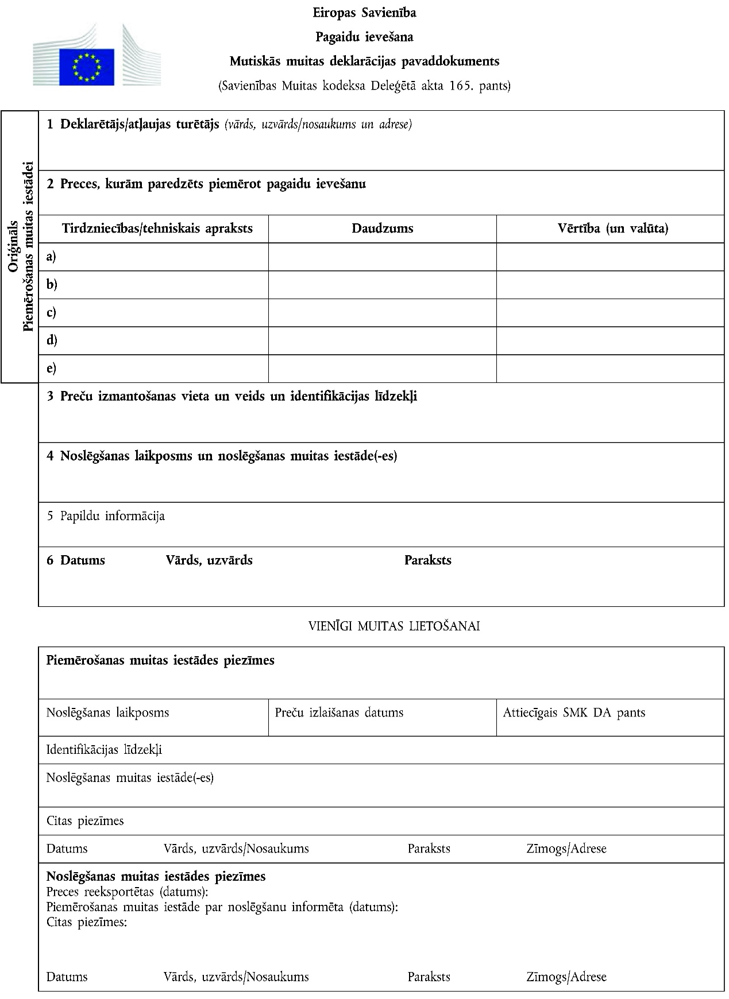 Eiropas Savienība
Pagaidu ievešana
Mutiskās muitas deklarācijas pavaddokuments
(Savienības Muitas kodeksa Deleģētā akta 165. pants)
Oriģināls
Piemērošanas muitas iestādei
1 Deklarētājs/atļaujas turētājs (vārds, uzvārds/nosaukums un adrese)
2 Preces, kurām paredzēts piemērot pagaidu ievešanu
Tirdzniecības/tehniskais apraksts Daudzums Vērtība (un valūta)
a)
b)
c)
d)
e)
3 Preču izmantošanas vieta un veids un identifikācijas līdzekļi
4 Noslēgšanas laikposms un noslēgšanas muitas iestāde(-es)
5 Papildu informācija
6 Datums Vārds, uzvārds Paraksts
VIENĪGI MUITAS LIETOŠANAI
Piemērošanas muitas iestādes piezīmes
Noslēgšanas laikposms Preču izlaišanas datums Attiecīgais SMK DA pants
Identifikācijas līdzekļi
Noslēgšanas muitas iestāde(-es)
Citas piezīmes
Datums Vārds, uzvārds/Nosaukums Paraksts Zīmogs/Adrese
Noslēgšanas muitas iestādes piezīmes
Preces reeksportētas (datums):
Piemērošanas muitas iestāde par noslēgšanu informēta (datums):
Citas piezīmes:
Datums Vārds, uzvārds/Nosaukums Paraksts Zīmogs/Adrese